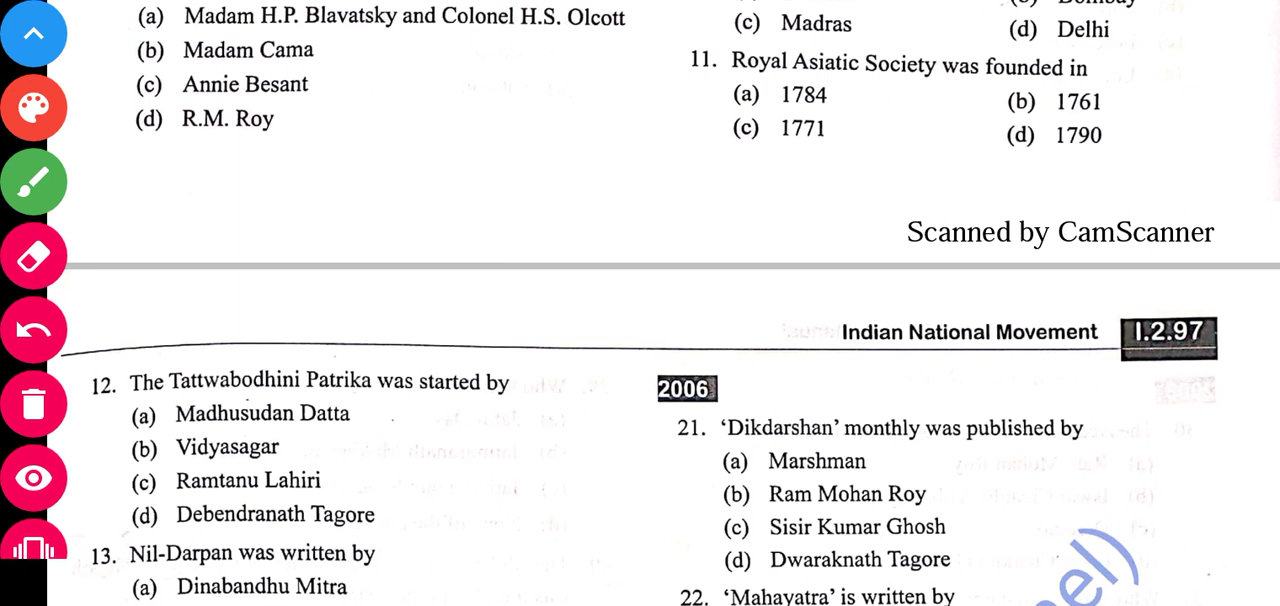 (a) Madam H.P. Blavatsky and Colonel H.S. Olcott
(b) Madam Cama
(c) Annie Besant
(d) R.M. Roy
(c) Madras (d) Delhi
11. Royal Asiatic Society was founded in
(a) 1784 (b) 1761
(c) 1771 (d) 1790
Scanned by CamScanner
Indian National Movement I.2.97
12. The Tattwabodhini Patrika was started by
(a) Madhusudan Datta
(b) Vidyasagar
(c) Ramtanu Lahiri
(d) Debendranath Tagore
13. Nil-Darpan was written by
(a) Dinabandhu Mitra
2006
21. ‘Dikdarshan’ monthly was published by
(a) Marshman
(b) Ram Mohan Roy
(c) Sisir Kumar Ghosh
(d) Dwaraknath Tagore
22. ‘Mahayatra’ is written by